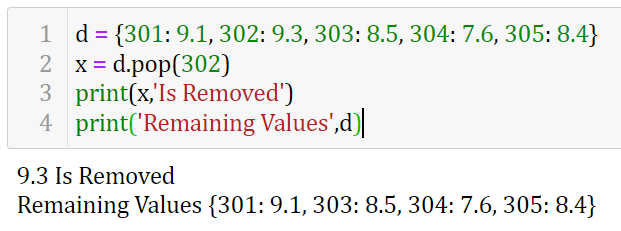 1 d = {301: 9.1, 302: 9.3, 303: 8.5, 304: 7.6, 305: 8.4}
2 x = d.pop(302)
3 print(x,'Is Removed')
4 print('Remaining Values',d)
9.3 Is Removed
Remaining Values {301: 9.1, 303: 8.5, 304: 7.6, 305: 8.4}